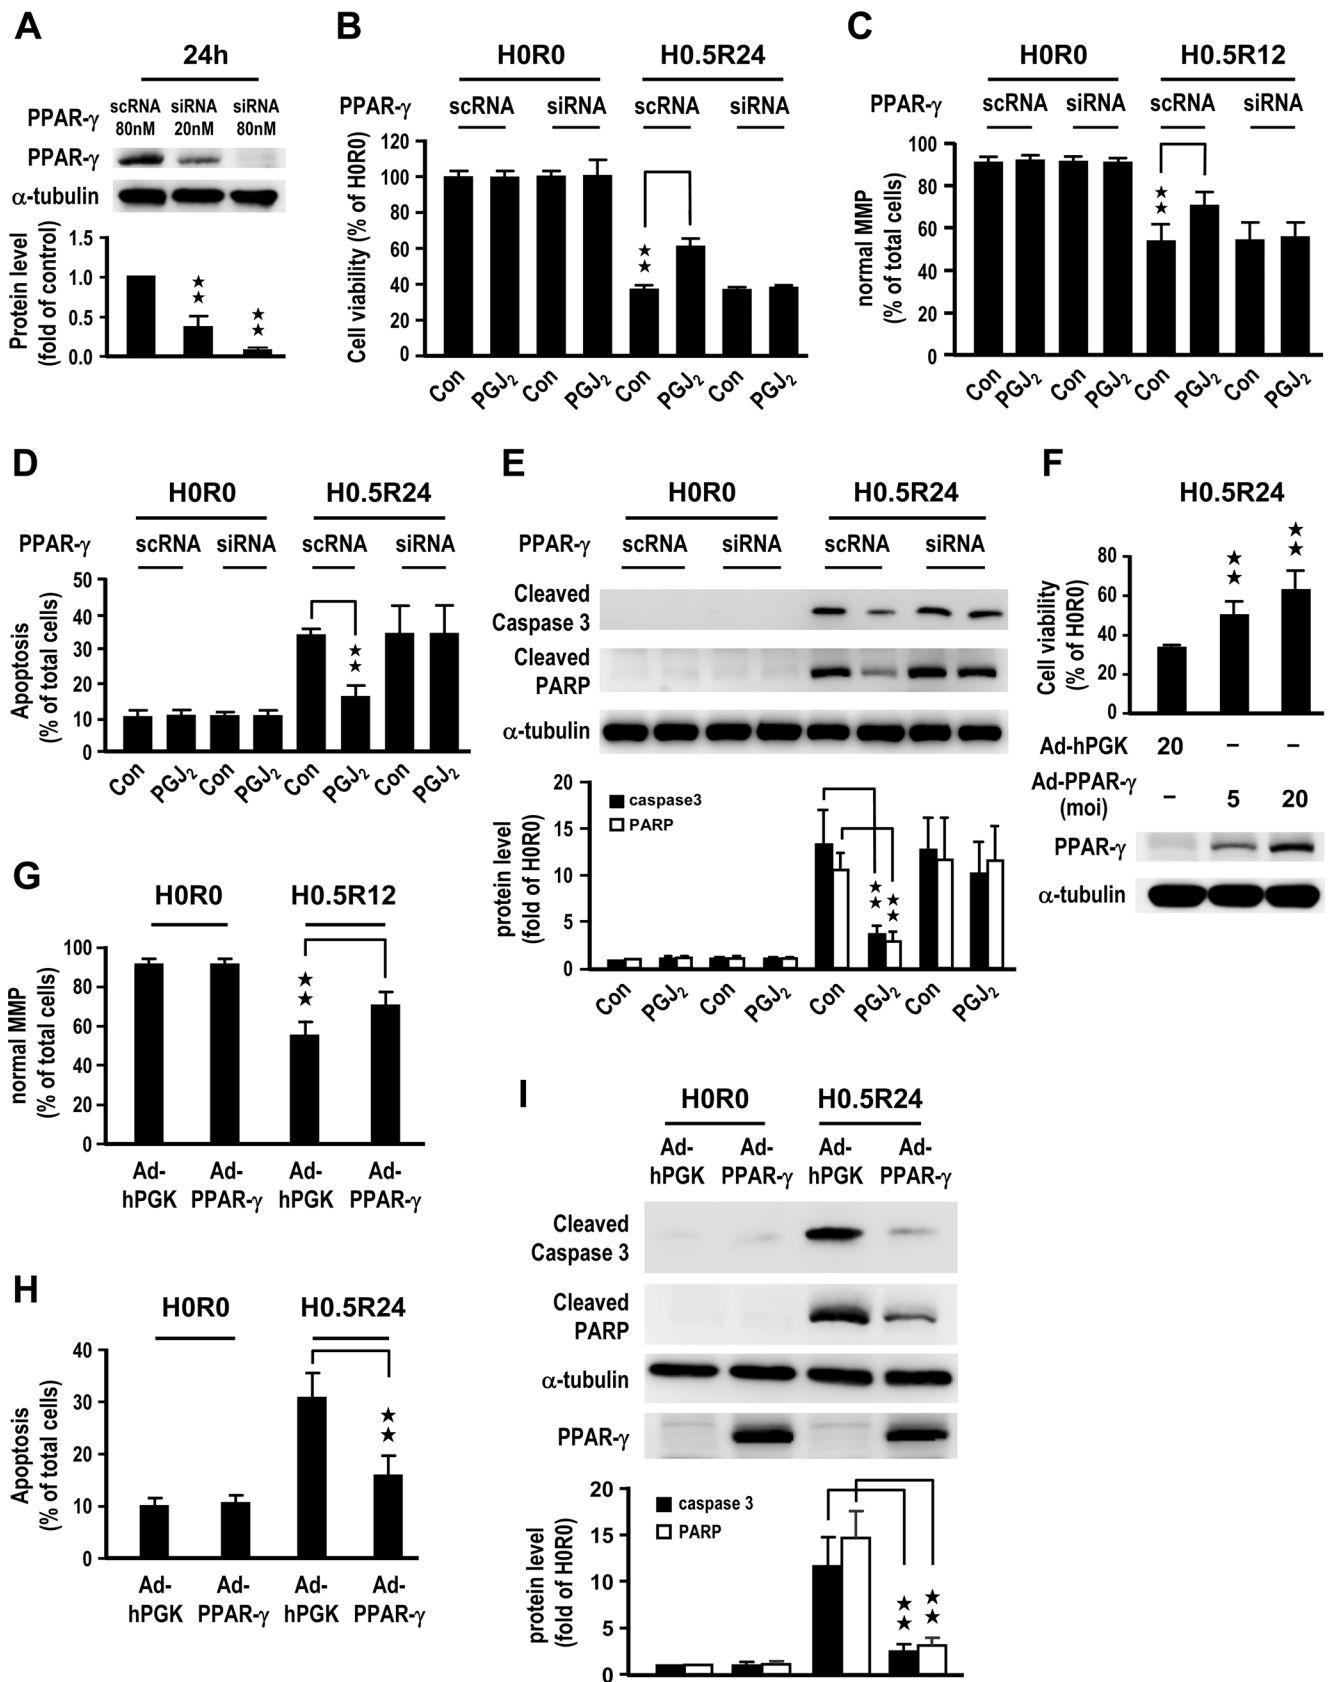 A
24h
PPAR-γ
scRNA siRNA siRNA
80nM 20nM 80nM
PPAR-γ
α-tubulin
Protein level
(fold of control)
1.5
1.0
0.5
0.0
★★
★★
B
H0R0 H0.5R24
PPAR-γ scRNA siRNA scRNA siRNA
Cell viability (% of H0R0)
120
100
80
60
40
20
0
★★
Con PGJ2 Con PGJ2 Con PGJ2 Con PGJ2
C
H0R0 H0.5R12
PPAR-γ scRNA siRNA scRNA siRNA
normal MMP
(% of total cells)
100
80
60
40
20
0
★★
Con PGJ2 Con PGJ2 Con PGJ2 Con PGJ2
D
H0R0 H0.5R24
PPAR-γ scRNA siRNA scRNA siRNA
Apoptosis
(% of total cells)
50
40
30
20
10
0
★★
Con PGJ2 Con PGJ2 Con PGJ2 Con PGJ2
E
H0R0 H0.5R24
PPAR-γ scRNA siRNA scRNA siRNA
Cleaved
Caspase 3
Cleaved
PARP
α-tubulin
protein level
(fold of H0R0)
20
15
10
5
0
caspase3
PARP
★★ ★★
Con PGJ2 Con PGJ2 Con PGJ2 Con PGJ2
F
H0.5R24
Cell viability
(% of H0R0)
80
60
40
20
0
★★ ★★
Ad-hPGK 20 – –
Ad-PPAR-γ
(moi) – 5 20
PPAR-γ
α-tubulin
G
H0R0 H0.5R12
normal MMP
(% of total cells)
100
80
60
40
20
0
★★
Ad- Ad- Ad- Ad-
hPGK PPAR-γ hPGK PPAR-γ
H
H0R0 H0.5R24
Apoptosis
(% of total cells)
40
30
20
10
0
★★
Ad- Ad- Ad- Ad-
hPGK PPAR-γ hPGK PPAR-γ
I
H0R0 H0.5R24
Ad- Ad- Ad- Ad-
hPGK PPAR-γ hPGK PPAR-γ
Cleaved
Caspase 3
Cleaved
PARP
α-tubulin
PPAR-γ
protein level
(fold of H0R0)
20
15
10
5
0
caspase 3
PARP
★★ ★★